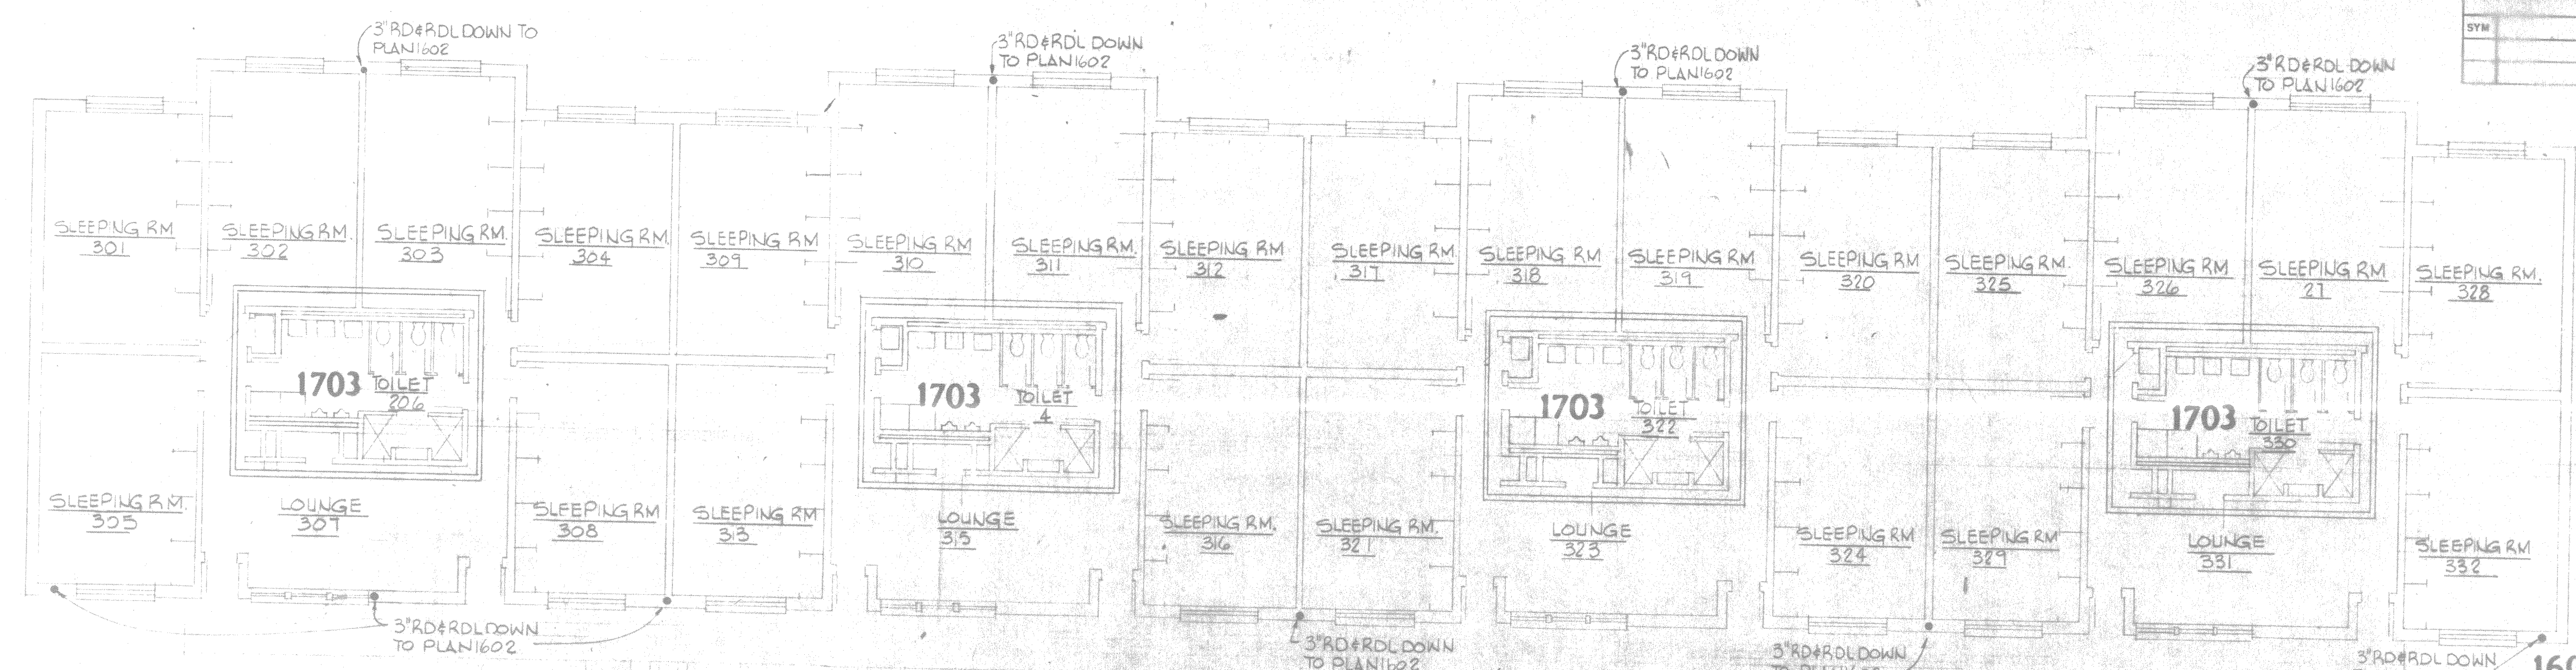 3"RD&RDL DOWN TO
PLAN1602
3"RD&RDL DOWN
TO PLAN1602
3"RD&RDL DOWN
TO PLAN1602
3"RD&RDL DOWN
TO PLAN1602
SYM
SLEEPING RM
301
SLEEPING RM.
302
SLEEPING RM.
303
SLEEPING RM
304
SLEEPING RM
309
SLEEPING RM
310
SLEEPING RM.
311
SLEEPING RM
312
SLEEPING RM
317
SLEEPING RM
318
SLEEPING RM
319
SLEEPING RM
320
SLEEPING RM.
325
SLEEPING RM
326
SLEEPING RM
27
SLEEPING RM.
328
1703
TOILET
206
1703
TOILET
4
1703
TOILET
322
1703
TOILET
330
SLEEPING RM.
305
LOUNGE
307
SLEEPING RM
308
SLEEPING RM
313
LOUNGE
315
SLEEPING RM.
316
SLEEPING RM.
321
LOUNGE
323
SLEEPING RM
324
SLEEPING RM
329
LOUNGE
331
SLEEPING RM
332
3"RD&RDL DOWN
TO PLAN1602
3"RD&RDL DOWN
TO PLAN1602
3"RD&RDL DOWN
3"RD&RDL DOWN